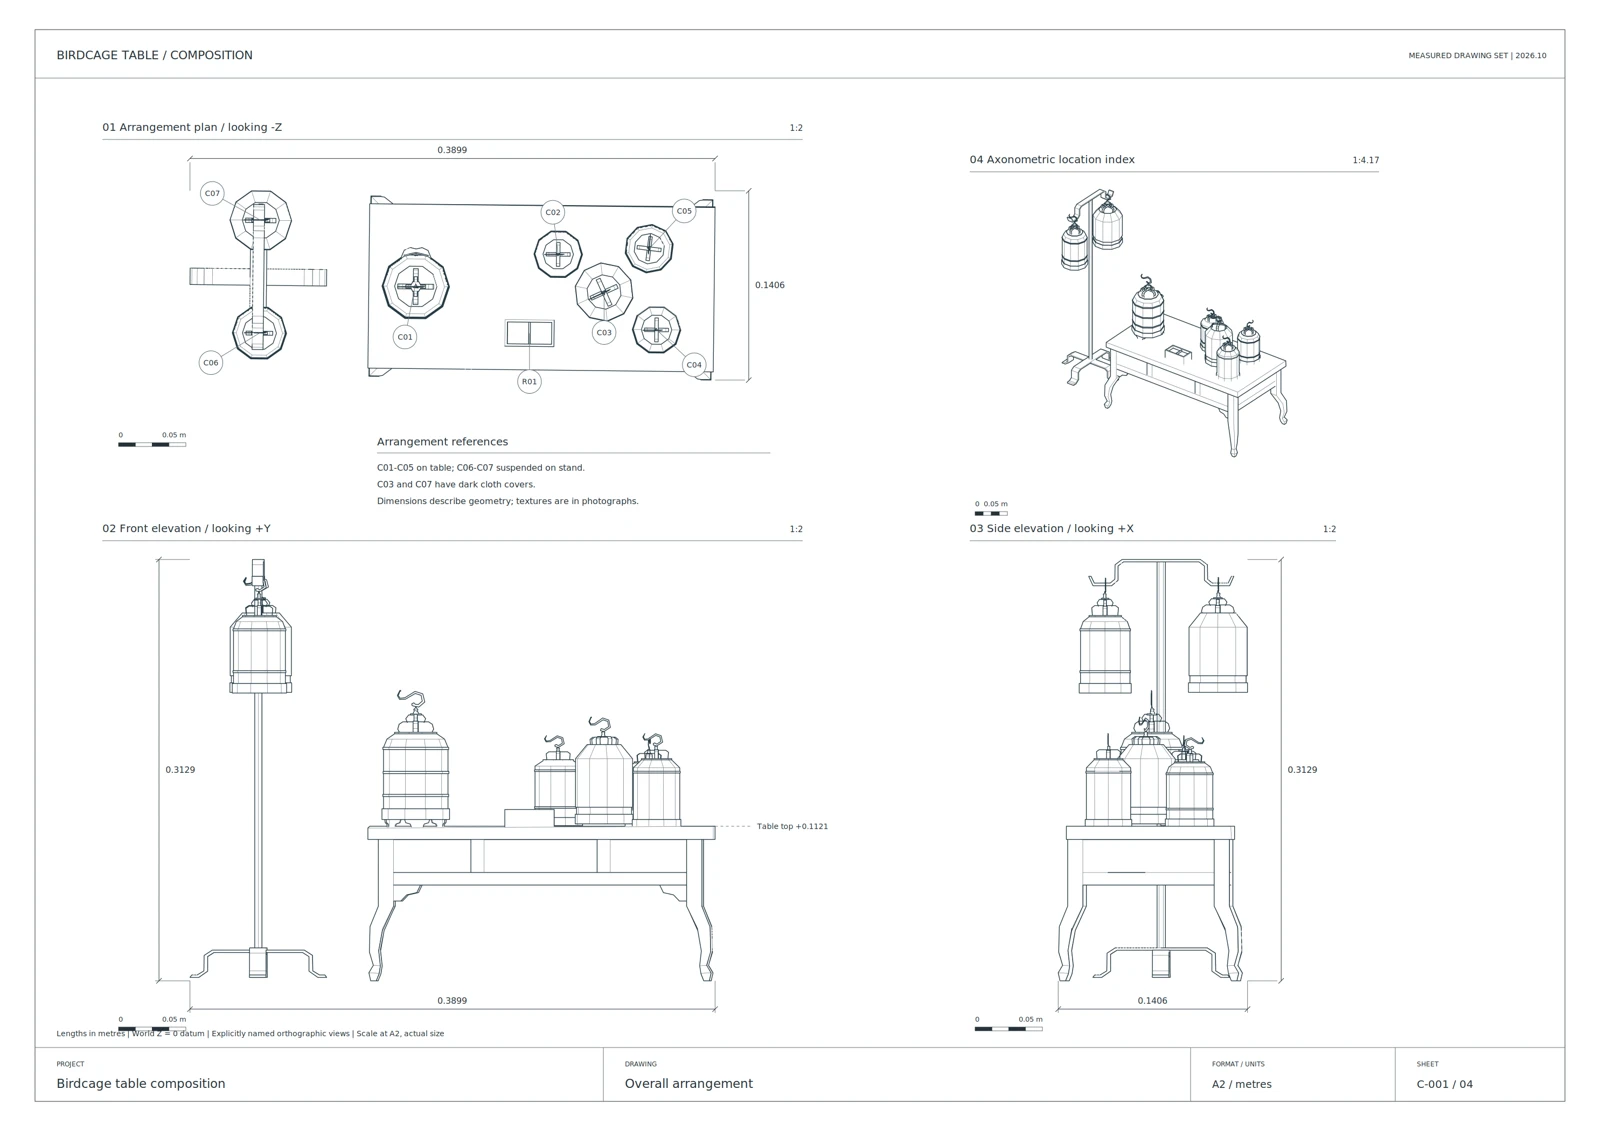 BIRDCAGE TABLE / COMPOSITION
MEASURED DRAWING SET | 2026.10
01 Arrangement plan / looking -Z
1:2
0.3899
C07
C02
C05
0.1406
C01
C03
C06
C04
R01
0 0.05 m
Arrangement references
C01-C05 on table; C06-C07 suspended on stand.
C03 and C07 have dark cloth covers.
Dimensions describe geometry; textures are in photographs.
04 Axonometric location index
1:4.17
0 0.05 m
02 Front elevation / looking +Y
1:2
0.3129
Table top +0.1121
0.3899
0 0.05 m
03 Side elevation / looking +X
1:2
0.3129
0.1406
0 0.05 m
Lengths in metres | World Z = 0 datum | Explicitly named orthographic views | Scale at A2, actual size
PROJECT
Birdcage table composition
DRAWING
Overall arrangement
FORMAT / UNITS
A2 / metres
SHEET
C-001 / 04